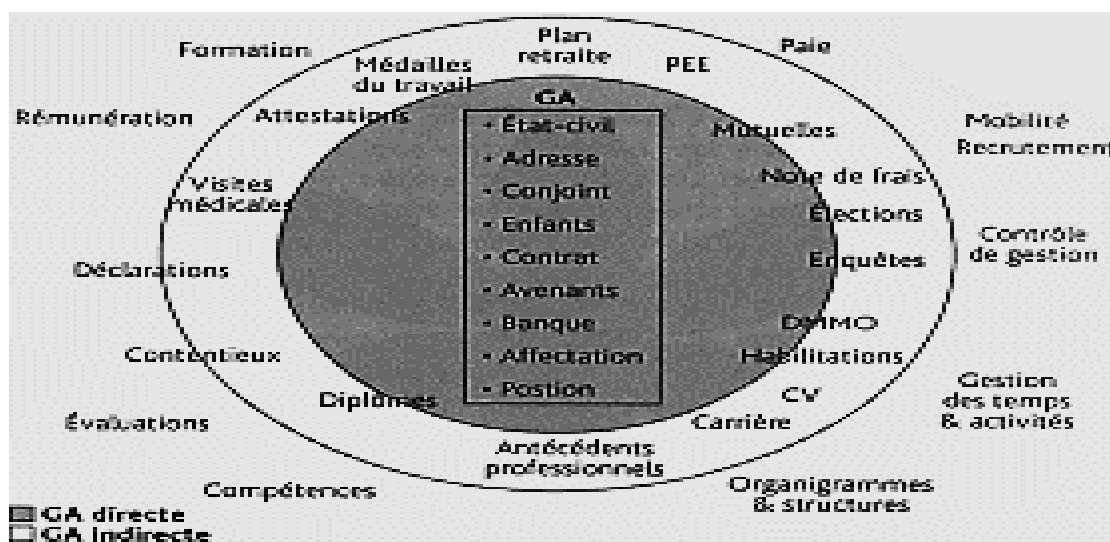 Formation
Plan
retraite
Paie
Médailles
du travail
PEE
GA
Rémunération
Attestations
• État-civil
Mutuelles
Mobilité
Recrutement
• Adresse
Visites
médicales
• Conjoint
Note de frais
• Enfants
Élections
Contrôle
de gestion
Déclarations
• Contrat
Enquêtes
• Avenants
• Banque
DMMO
Contentieux
• Affectation
Habilitations
• Postion
Diplômes
CV
Gestion
des temps
& activités
Évaluations
Carrière
Antécédents
professionnels
Compétences
Organigrammes
& structures
GA directe
GA Indirecte